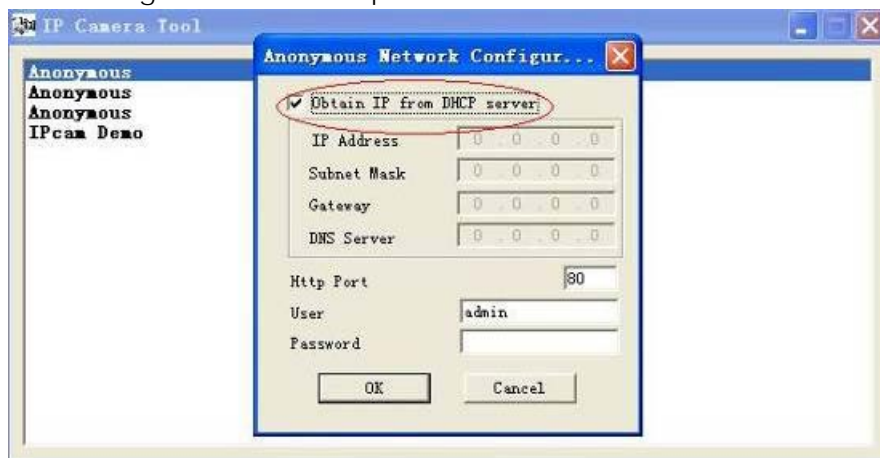 IP Camera Tool
Anonymous Network Configur...
Anonymous
Anonymous
Anonymous
IPcam Demo
Obtain IP from DHCP server
IP Address 0 . 0 . 0 . 0
Subnet Mask 0 . 0 . 0 . 0
Gateway 0 . 0 . 0 . 0
DNS Server 0 . 0 . 0 . 0
Http Port 80
User admin
Password
OK Cancel